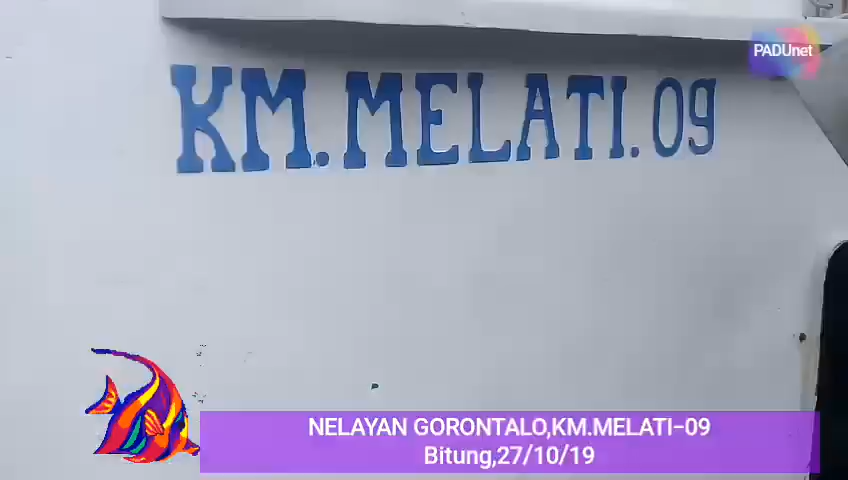 PADUnet
KM.MELATI.09
NELAYAN GORONTALO,KM.MELATI-09
Bitung,27/10/19